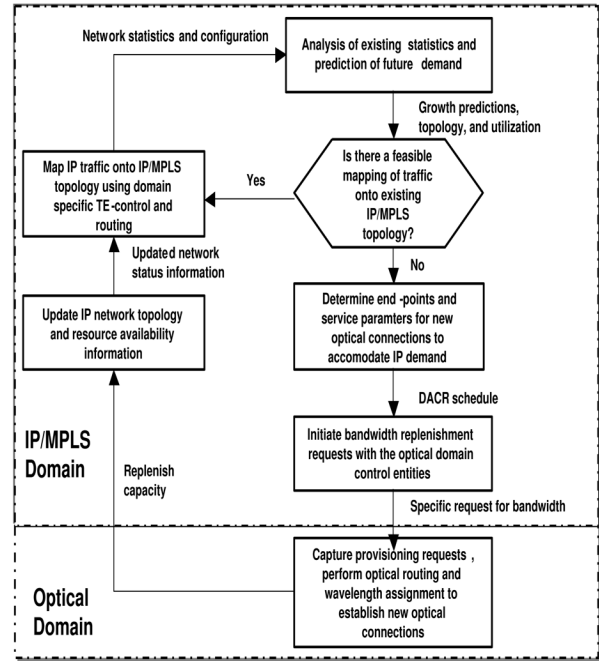 Network statistics and configuration
Analysis of existing statistics and
prediction of future demand
Growth predictions,
topology, and utilization
Map IP traffic onto IP/MPLS
topology using domain
specific TE-control and
routing
Yes
Is there a feasible
mapping of traffic
onto existing
IP/MPLS
topology?
Updated network
status information
No
Update IP network topology
and resource availability
information
Determine end -points and
service paramters for new
optical connections to
accomodate IP demand
DACR schedule
IP/MPLS
Domain
Replenish
capacity
Initiate bandwidth replenishment
requests with the optical domain
control entities
Specific request for bandwidth
Optical
Domain
Capture provisioning requests ,
perform optical routing and
wavelength assignment to
establish new optical
connections